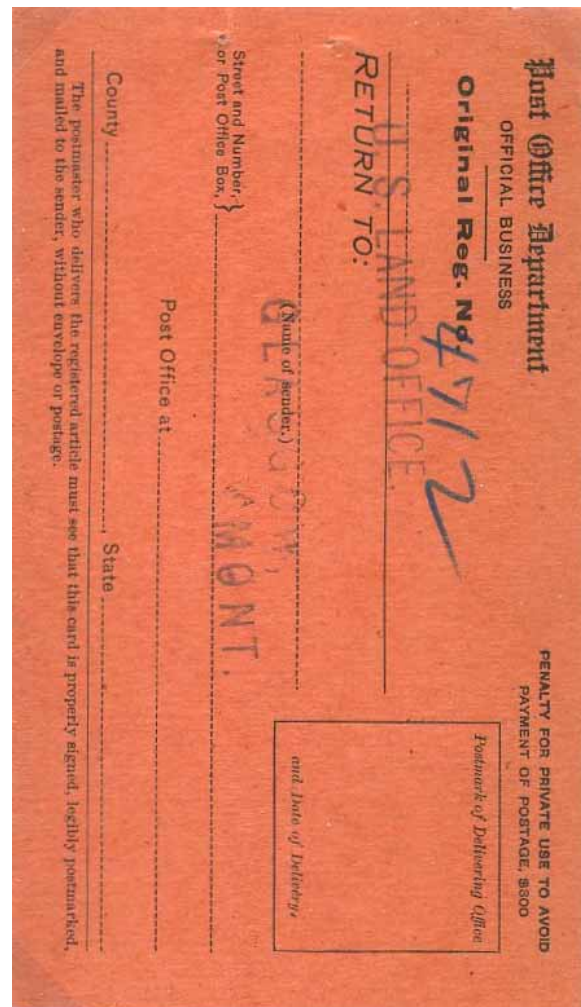 Post Office Department
OFFICIAL BUSINESS
PENALTY FOR PRIVATE USE TO AVOID
PAYMENT OF POSTAGE, $300
Original Reg. No. 4712
Postmark of Delivering Office
and Date of Delivery.
RETURN TO:
U.S. LAND OFFICE.
(Name of sender.)
GLASGOW,
MONT.
Street and Number,
or Post Office Box, }
Post Office at
County , State
The postmaster who delivers the registered article must see that this card is properly signed, legibly postmarked,
and mailed to the sender, without envelope or postage.